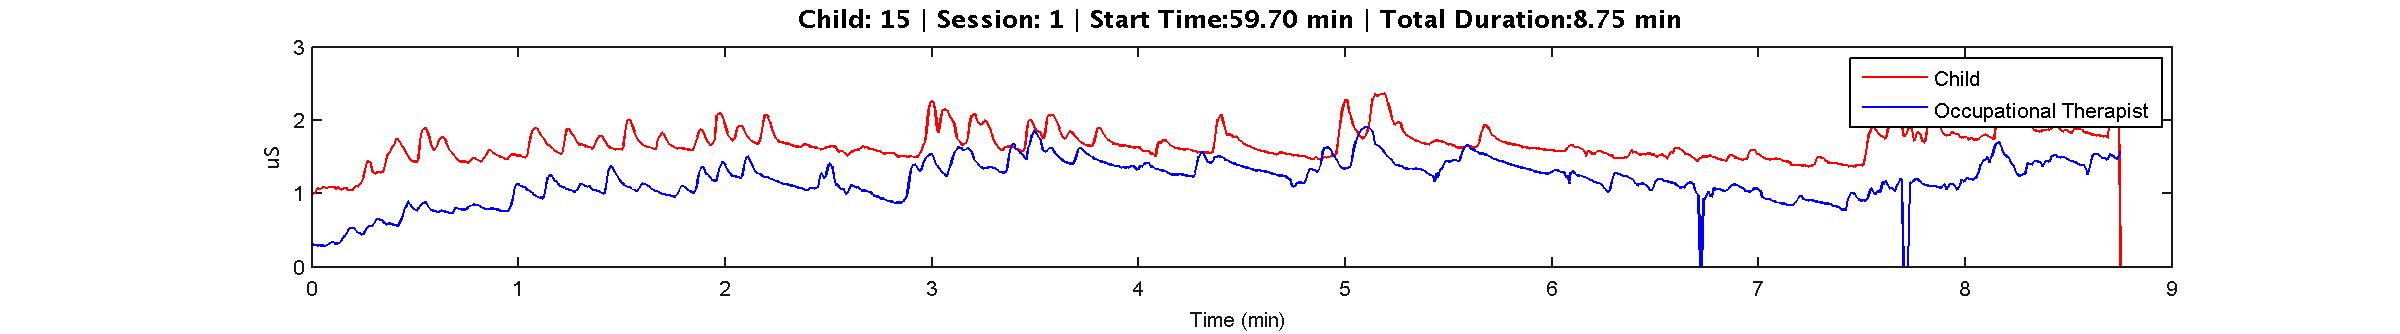 Child: 15 | Session: 1 | Start Time:59.70 min | Total Duration:8.75 min
3
2
1
0
uS
Child
Occupational Therapist
0 1 2 3 4 5 6 7 8 9
Time (min)